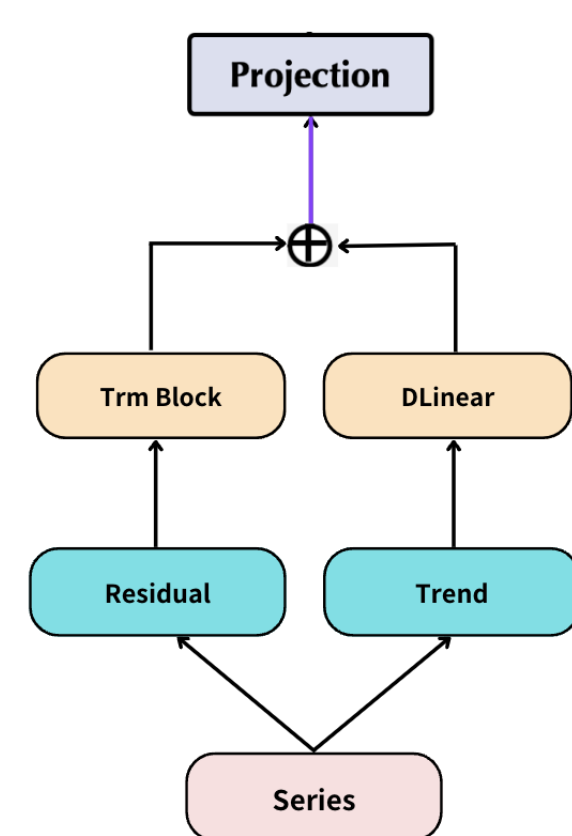 Projection
Trm Block
DLinear
Residual
Trend
Series